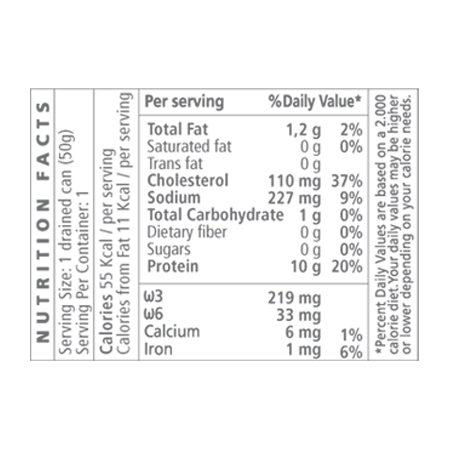 NUTRITION FACTS
Serving Size: 1 drained can (50g)
Serving Per Container: 1
Calories 55 Kcal / per serving
Calories from Fat 11 Kcal / per serving
Per serving %Daily Value*
Total Fat 1,2 g 2%
Saturated fat 0 g 0%
Trans fat 0 g
Cholesterol 110 mg 37%
Sodium 227 mg 9%
Total Carbohydrate 1 g 0%
Dietary fiber 0 g 0%
Sugars 0 g 0%
Protein 10 g 20%
ω3 219 mg
ω6 33 mg
Calcium 6 mg 1%
Iron 1 mg 6%
*Percent Daily Values are based on a 2.000
calorie diet.Your daily values may be higher
or lower depending on your calorie needs.